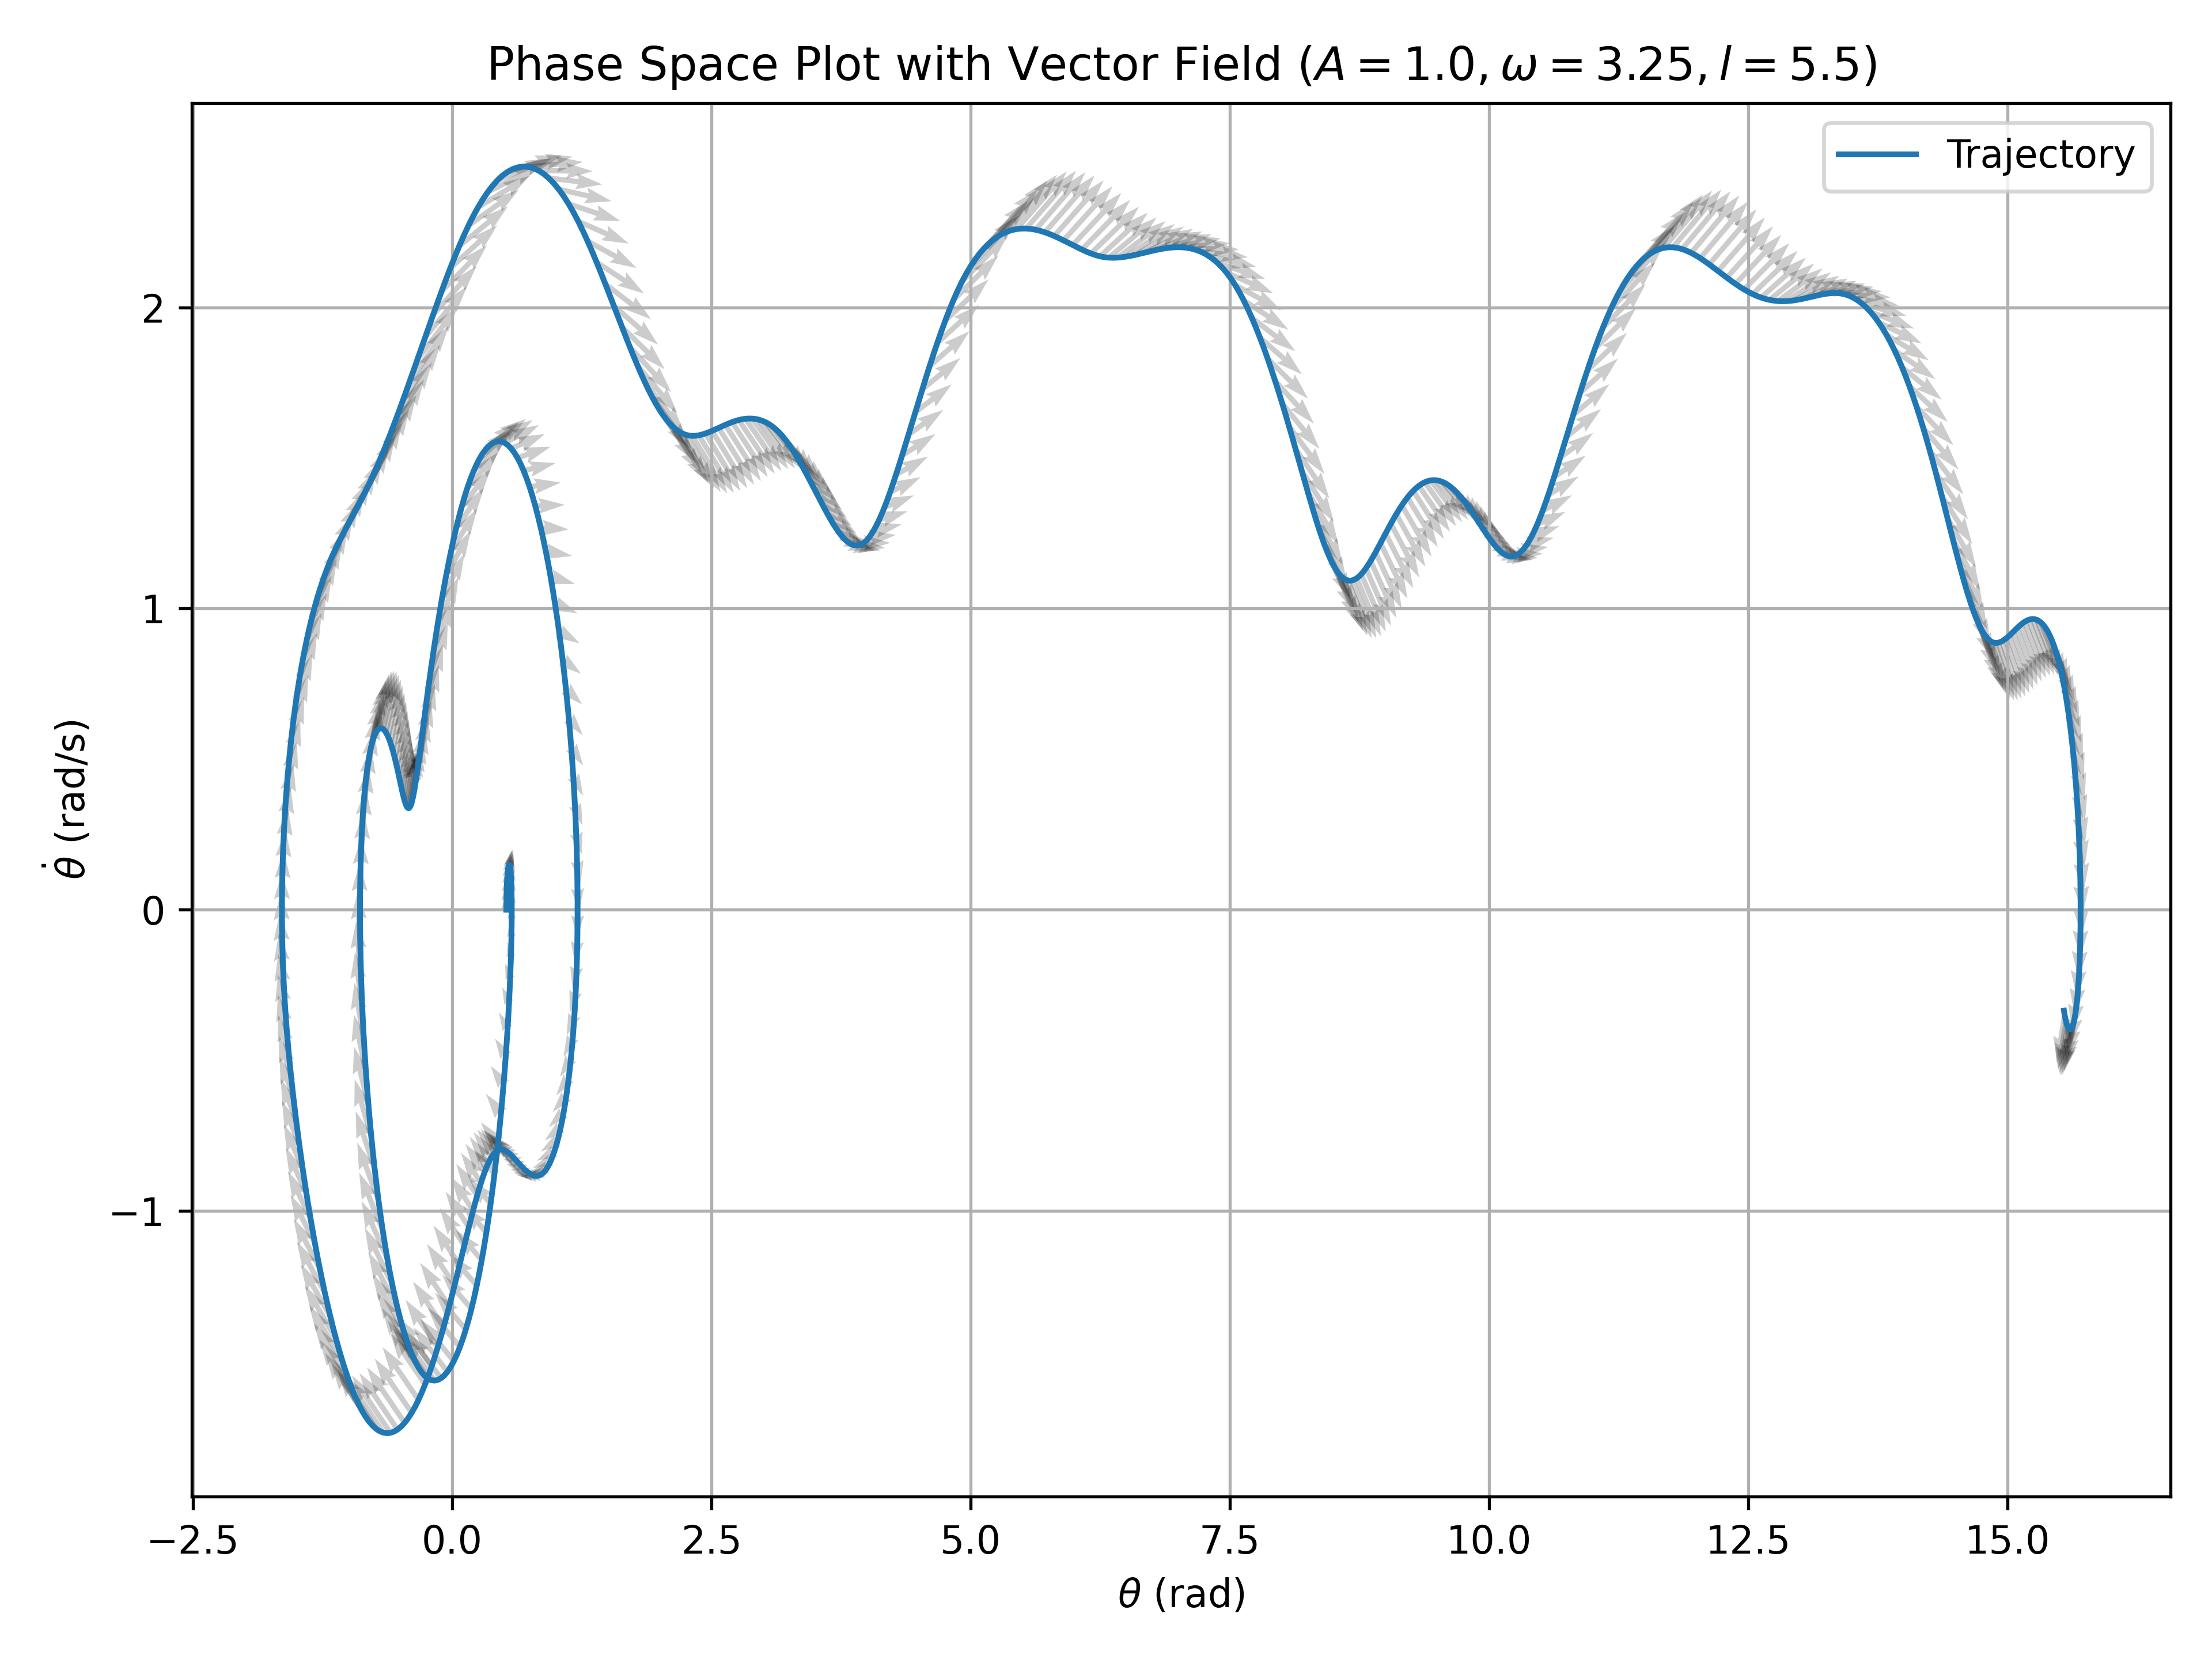 Phase Space Plot with Vector Field (A = 1.0, ω = 3.25, l = 5.5)
Trajectory
2
1
0
−1
θ̇ (rad/s)
−2.5 0.0 2.5 5.0 7.5 10.0 12.5 15.0
θ (rad)